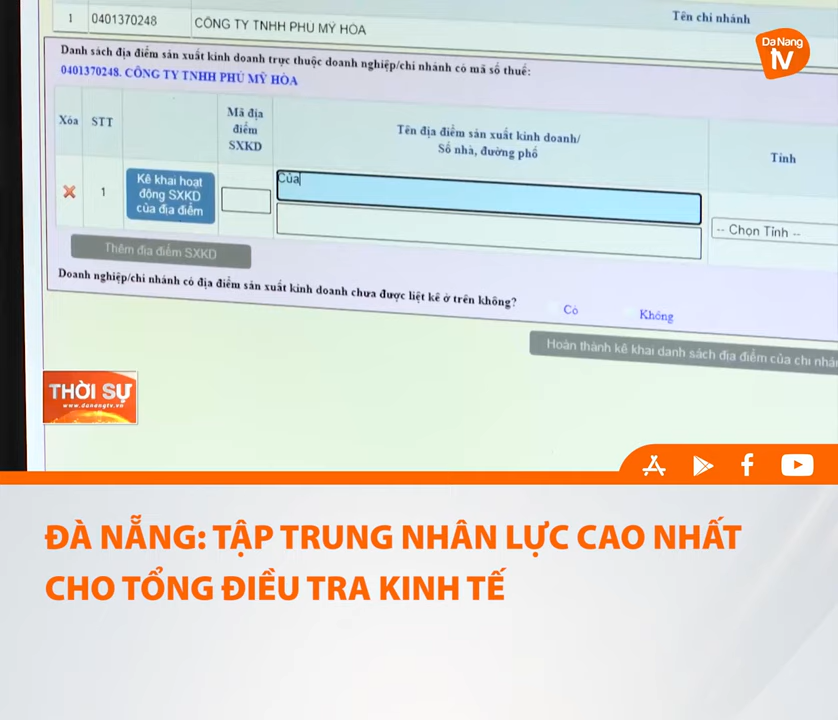 1 0401370248 CÔNG TY TNHH PHÚ MỸ HÒA
Tên chi nhánh
Da Nang
tv
Danh sách địa điểm sản xuất kinh doanh trực thuộc doanh nghiệp/chi nhánh có mã số thuế:
0401370248. CÔNG TY TNHH PHÚ MỸ HÒA
Xóa STT Mã địa điểm SXKD Tên địa điểm sản xuất kinh doanh/ Số nhà, đường phố Tỉnh
1 Kê khai hoạt động SXKD của địa điểm Của -- Chọn Tỉnh --
Thêm địa điểm SXKD
Doanh nghiệp/chi nhánh có địa điểm sản xuất kinh doanh chưa được liệt kê ở trên không? Có Không
Hoàn thành kê khai danh sách địa điểm của chi nhá
THỜI SỰ
www.danangtv.vn
ĐÀ NẴNG: TẬP TRUNG NHÂN LỰC CAO NHẤT
CHO TỔNG ĐIỀU TRA KINH TẾ